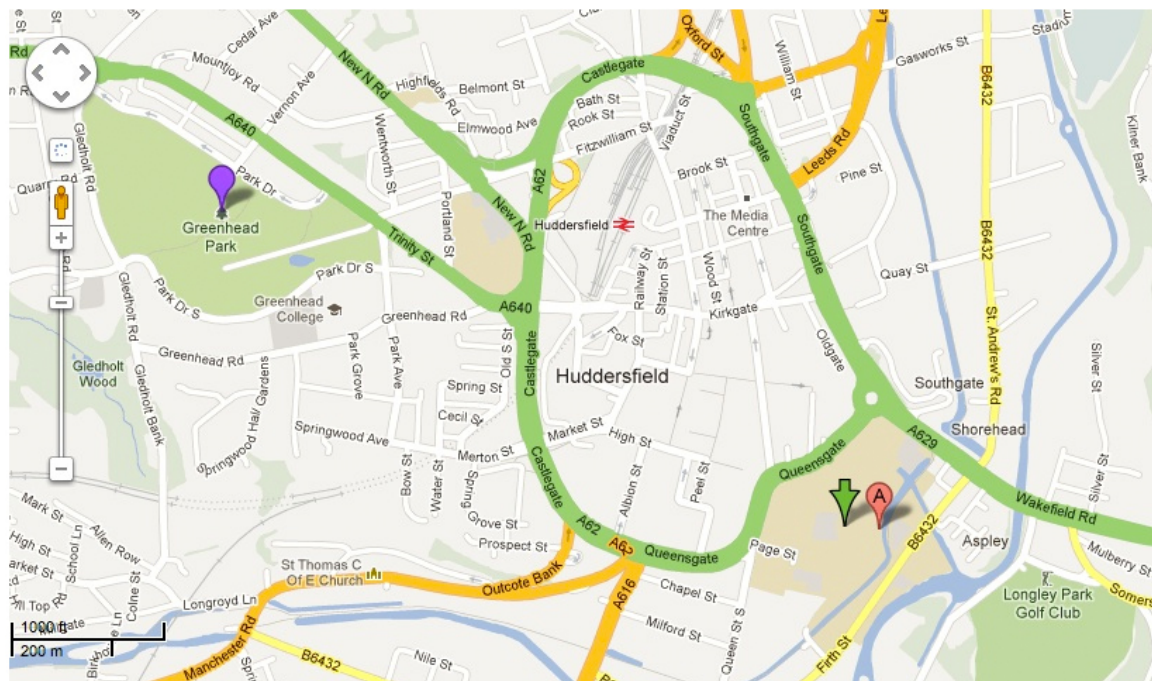 Rd
Cedar Ave
Mountjoy Rd
New N Rd
Highfields Rd
Belmont St
Castlegate
Oxford St
William St
Gasworks St
B6432
Kilner Bank
Vernon Ave
A640
Wentworth St
Elmwood Ave
Bath St
Rook St
Fitzwilliam St
Viaduct St
Southgate
Leeds Rd
Pine St
Brook St
Gledholt Rd
Park Dr
Greenhead
Park
A62
Portland St
New N Rd
Huddersfield
The Media
Centre
Southgate
B6432
Trinity St
Park Dr S
Railway St
Station St
Wood St
Quay St
Park Dr S
Greenhead
College
Greenhead Rd
A640
Kirkgate
St. Andrew's Rd
Gledholt Rd
Greenhead Rd
Old S St
Castlegate
Fox St
Oldgate
Gledholt
Wood
Park Grove
Park Ave
Huddersfield
Southgate
Silver St
Gledholt Bank
Springwood Hall Gardens
Spring St
Cecil St
Springwood Ave
Merton St
Market St
High St
Shorehead
A629
Queensgate
Bow St
Water St
Spring
Castlegate
Albion St
Peel St
A
Silver St
Wakefield Rd
Mark St
School Ln
Allen Row
High St
Grove St
Prospect St
A62
A62
Queensgate
Page St
B6432
Aspley
Mulberry St
St Thomas C
Of E Church
Outcote Bank
A616
Chapel St
Longley Park
Golf Club
Colne St
Longroyd Ln
Milford St
Queen St S
Firth St
1000 ft
200 m
Manchester Rd
B6432
Nile St